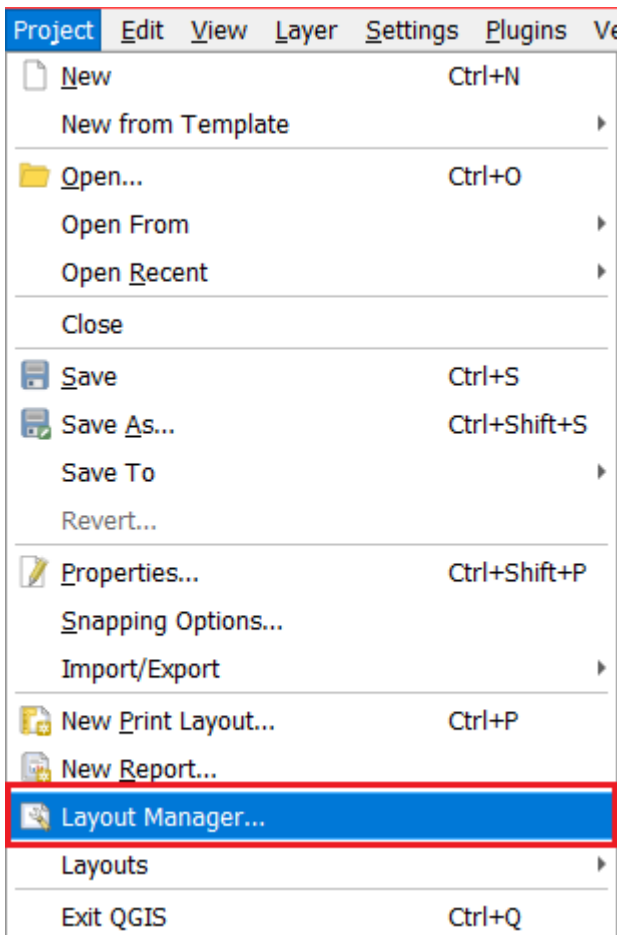 Project Edit View Layer Settings Plugins Ve
New Ctrl+N
New from Template
Open... Ctrl+O
Open From
Open Recent
Close
Save Ctrl+S
Save As... Ctrl+Shift+S
Save To
Revert...
Properties... Ctrl+Shift+P
Snapping Options...
Import/Export
New Print Layout... Ctrl+P
New Report...
Layout Manager...
Layouts
Exit QGIS Ctrl+Q